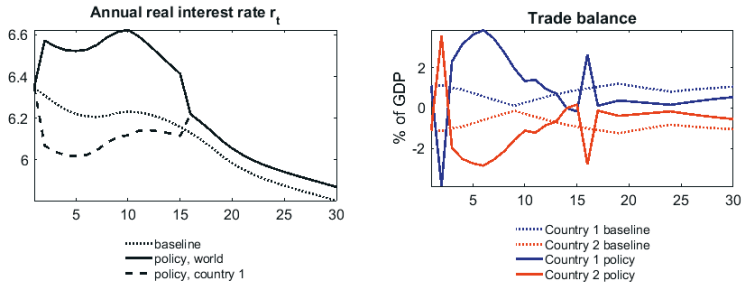 Annual real interest rate r_t
6.6
6.4
6.2
6
5 10 15 20 25 30
baseline
policy, world
policy, country 1
Trade balance
% of GDP
2
0
-2
5 10 15 20 25 30
Country 1 baseline
Country 2 baseline
Country 1 policy
Country 2 policy